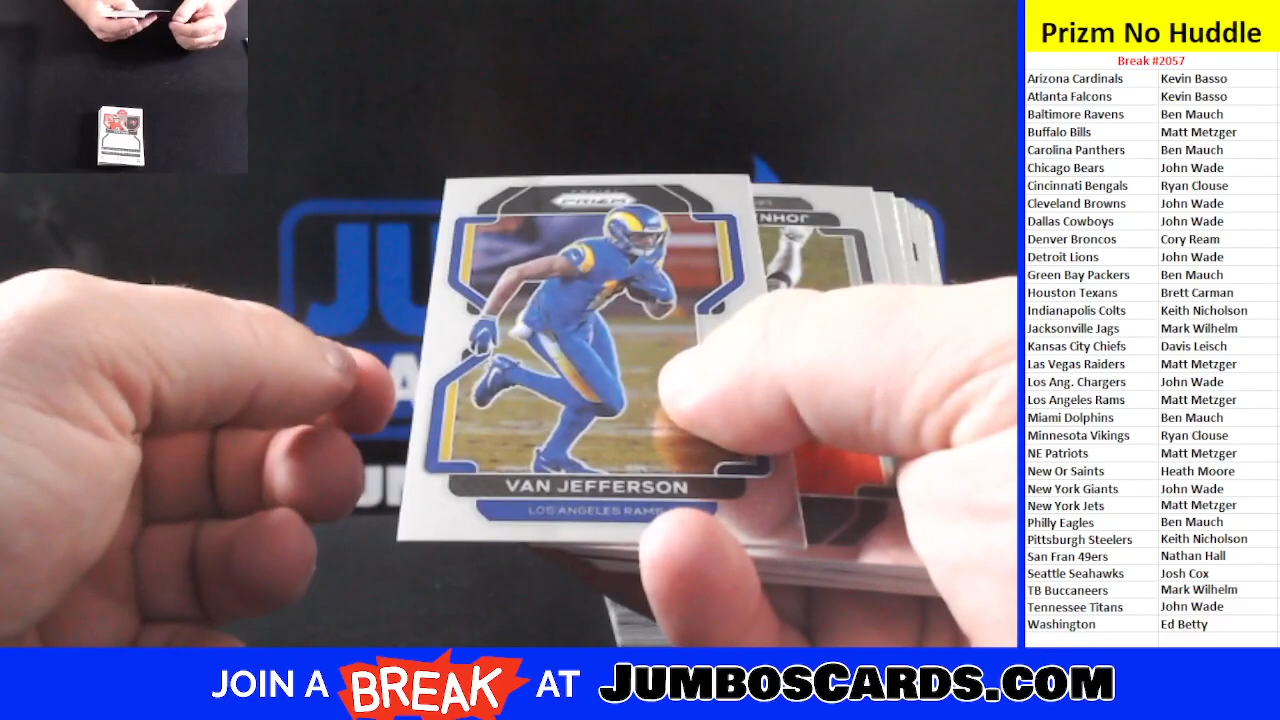 Prizm No Huddle
Break #2057
Arizona Cardinals Kevin Basso
Atlanta Falcons Kevin Basso
Baltimore Ravens Ben Mauch
Buffalo Bills Matt Metzger
Carolina Panthers Ben Mauch
Chicago Bears John Wade
Cincinnati Bengals Ryan Clouse
Cleveland Browns John Wade
Dallas Cowboys John Wade
Denver Broncos Cory Ream
Detroit Lions John Wade
Green Bay Packers Ben Mauch
Houston Texans Brett Carman
Indianapolis Colts Keith Nicholson
Jacksonville Jags Mark Wilhelm
Kansas City Chiefs Davis Leisch
Las Vegas Raiders Matt Metzger
Los Ang. Chargers John Wade
Los Angeles Rams Matt Metzger
Miami Dolphins Ben Mauch
Minnesota Vikings Ryan Clouse
NE Patriots Matt Metzger
New Or Saints Heath Moore
New York Giants John Wade
New York Jets Matt Metzger
Philly Eagles Ben Mauch
Pittsburgh Steelers Keith Nicholson
San Fran 49ers Nathan Hall
Seattle Seahawks Josh Cox
TB Buccaneers Mark Wilhelm
Tennessee Titans John Wade
Washington Ed Betty
PRIZM
VAN JEFFERSON
LOS ANGELES RAMS
JU
JOIN A BREAK AT JUMBOSCARDS.COM